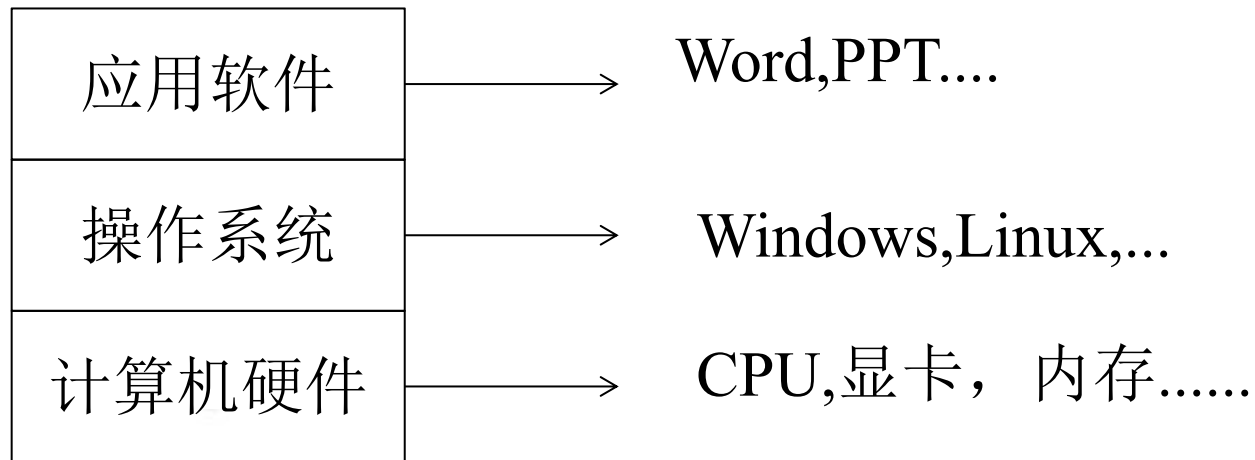 应用软件
Word,PPT....
操作系统
Windows,Linux,...
计算机硬件
CPU,显卡，内存......